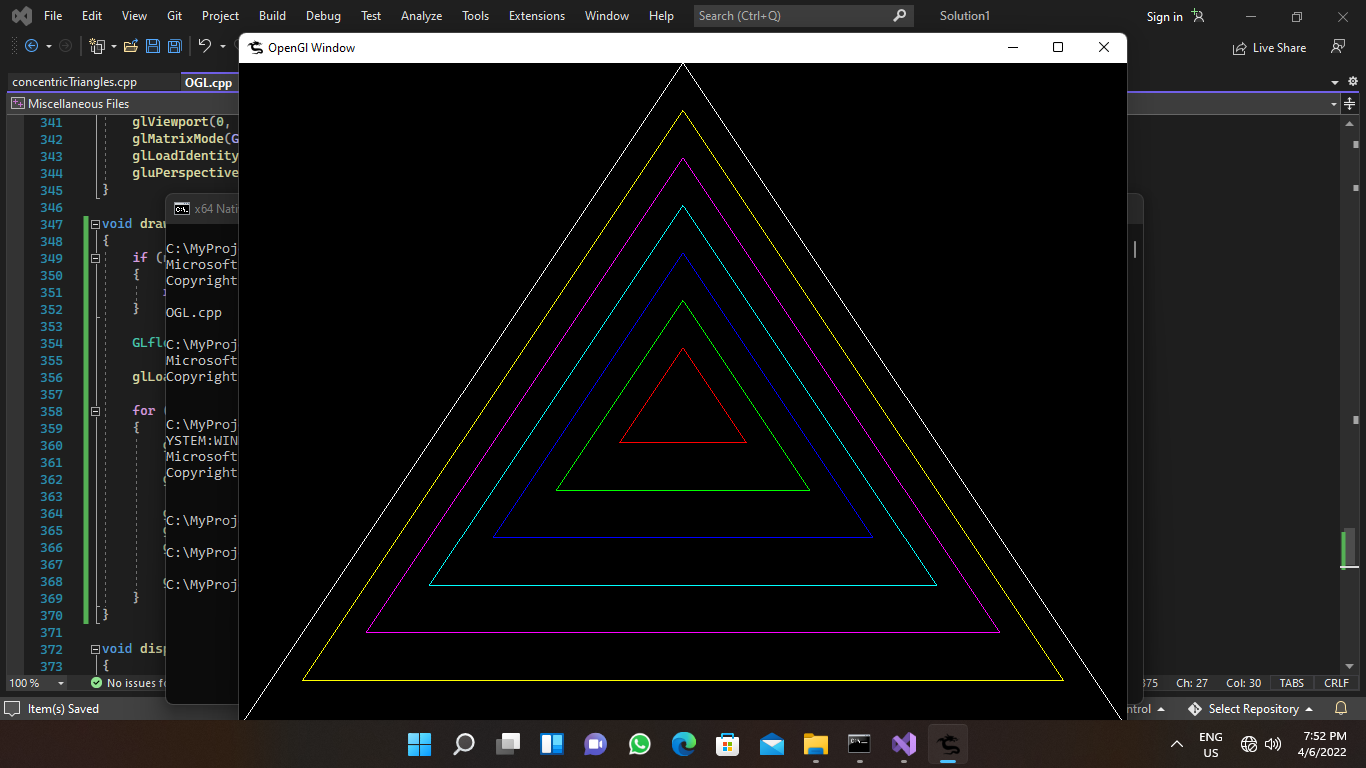 File Edit View Git Project Build Debug Test Analyze Tools Extensions Window Help Search (Ctrl+Q) Solution1 Sign in
Live Share
OpenGl Window
concentricTriangles.cpp OGL.cpp
Miscellaneous Files
341 glViewport(0,
342 glMatrixMode(G
343 glLoadIdentity
344 gluPerspective
345 }
346
347 void draw
348 {
349 if (
350 {
351
352 }
353
354 GLflo
355
356 glLoa
357
358 for
359 {
360
361
362
363
364
365
366
367
368
369 }
370 }
371
372 void disp
373 {
x64 Nati
C:\MyProj
Microsoft
Copyright
OGL.cpp
C:\MyProj
Microsoft
Copyright
C:\MyProj
YSTEM:WIN
Microsoft
Copyright
C:\MyProj
C:\MyProj
C:\MyProj
100 % No issues fo
375 Ch: 27 Col: 30 TABS CRLF
Item(s) Saved
ntrol Select Repository
ENG
US
7:52 PM
4/6/2022